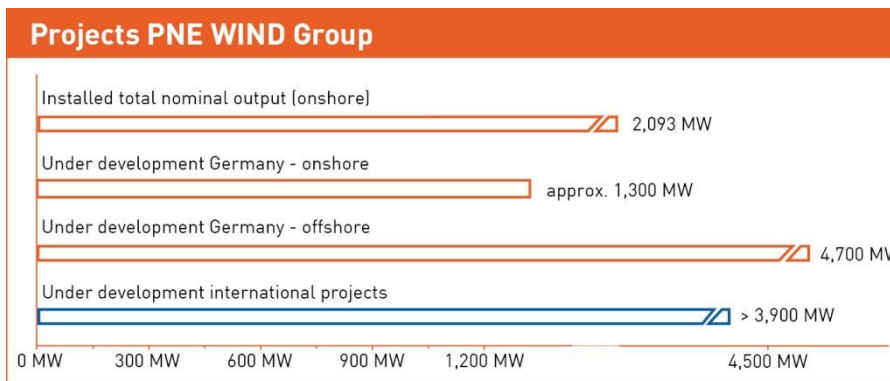 Projects PNE WIND Group
Installed total nominal output (onshore)
2,093 MW
Under development Germany - onshore
approx. 1,300 MW
Under development Germany - offshore
4,700 MW
Under development international projects
> 3,900 MW
0 MW 300 MW 600 MW 900 MW 1,200 MW 4,500 MW